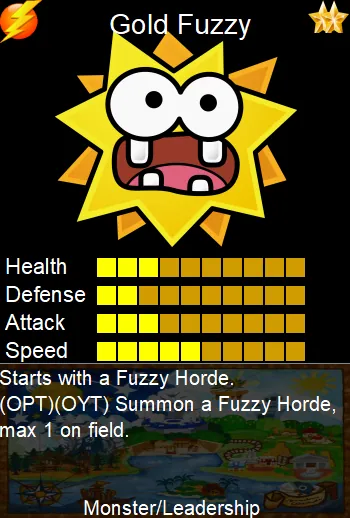 Gold Fuzzy
Health
Defense
Attack
Speed
Starts with a Fuzzy Horde.
(OPT)(OYT) Summon a Fuzzy Horde,
max 1 on field.
Monster/Leadership